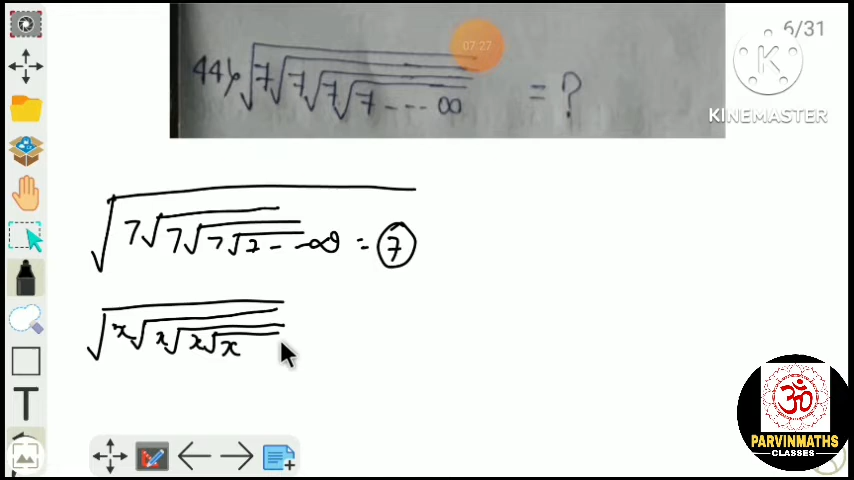 6/31
07:27
44) √7√7√7√7 --- ∞ = ?
KINEMASTER
√7√7√7√7 -- ∞ = 7
√x√x√x√x
T
ॐ
PARVINMATHS
CLASSES